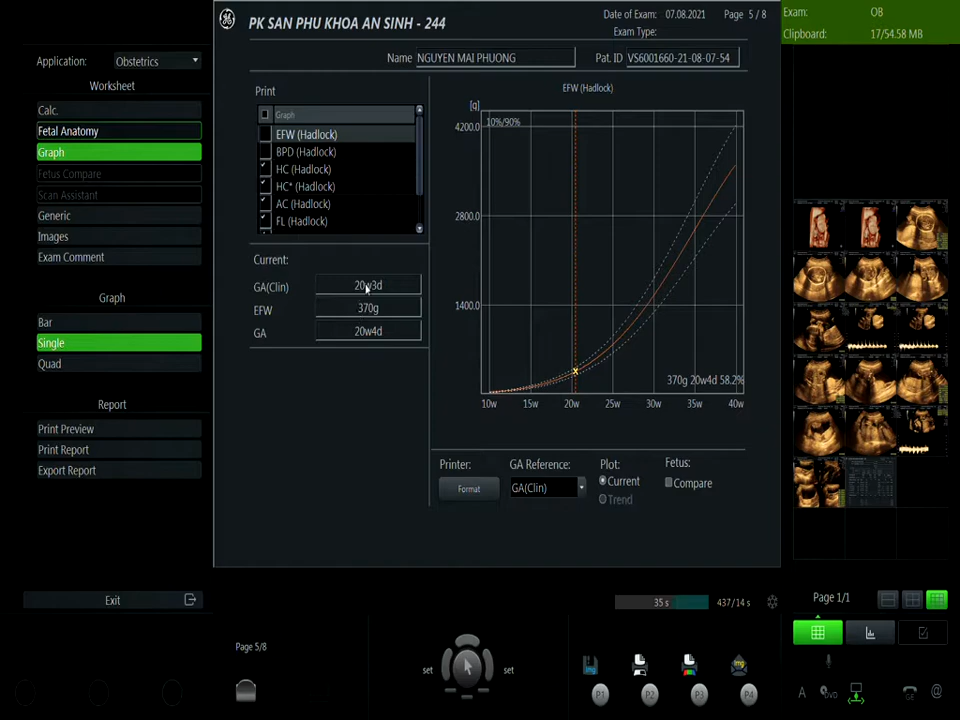 PK SAN PHU KHOA AN SINH - 244
Date of Exam: 07.08.2021 Page 5 / 8
Exam Type:
Name NGUYEN MAI PHUONG Pat. ID VS6001660-21-08-07-54
Exam: OB
Clipboard: 17/54.58 MB
Application: Obstetrics
Worksheet
Calc.
Fetal Anatomy
Graph
Fetus Compare
Scan Assistant
Generic
Images
Exam Comment
Graph
Bar
Single
Quad
Report
Print Preview
Print Report
Export Report
Exit
Print
Graph
EFW (Hadlock)
BPD (Hadlock)
HC (Hadlock)
HC* (Hadlock)
AC (Hadlock)
FL (Hadlock)
Current:
GA(Clin) 20w3d
EFW 370g
GA 20w4d
EFW (Hadlock)
[g]
4200.0 10%/90%
2800.0
1400.0
370g 20w4d 58.2%
10w 15w 20w 25w 30w 35w 40w
Printer: GA Reference: Plot: Fetus:
Format GA(Clin) Current Compare
Trend
35 s 437/14 s
Page 1/1
Page 5/8
set set
P1 P2 P3 P4
A DVD @